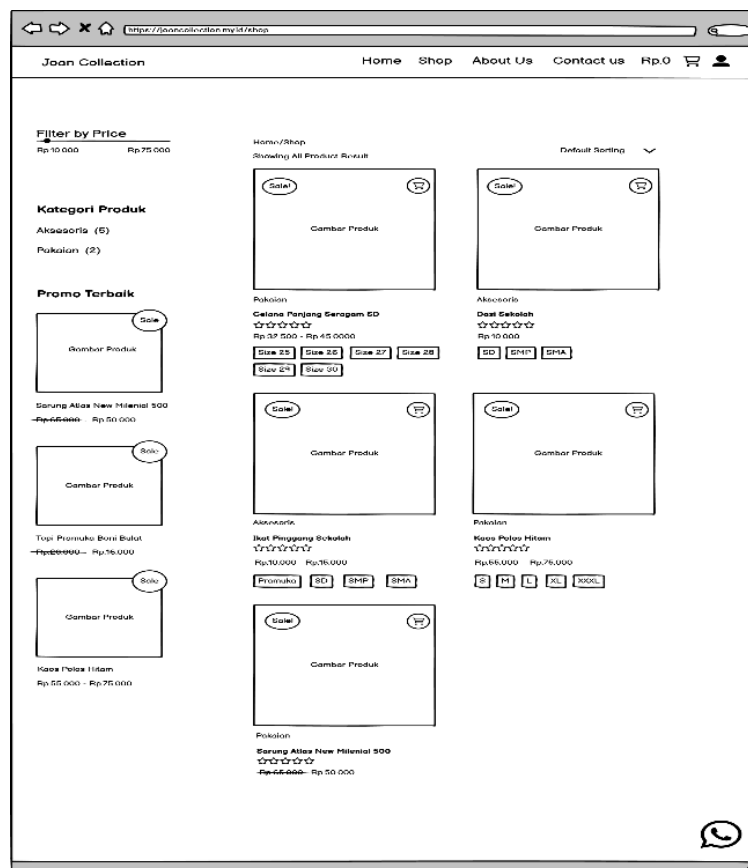 https://joancollection.my.id/shop
Joan Collection
Home Shop About Us Contact us Rp.0
Filter by Price
Rp 10.000 Rp 75.000
Kategori Produk
Aksesoris (5)
Pakaian (2)
Promo Terbaik
Sale
Gambar Produk
Sarung Atlas New Milenial 500
Rp.65.000 Rp 50.000
Sale
Gambar Produk
Topi Pramuka Boni Bulat
Rp.20.000 Rp.15.000
Sale
Gambar Produk
Kaos Polos Hitam
Rp.55.000 - Rp.75.000
Home/Shop
Showing All Product Result
Default Sorting
Sale!
Gambar Produk
Pakaian
Celana Panjang Seragam SD
Rp 32.500 - Rp 45.0000
Size 25 Size 26 Size 27 Size 28
Size 29 Size 30
Sale!
Gambar Produk
Aksesoris
Dasi Sekolah
Rp 10.000
SD SMP SMA
Sale!
Gambar Produk
Aksesoris
Ikat Pinggang Sekolah
Rp.10.000 Rp.15.000
Pramuka SD SMP SMA
Sale!
Gambar Produk
Pakaian
Kaos Polos Hitam
Rp.55.000 Rp.75.000
S M L XL XXXL
Sale!
Gambar Produk
Pakaian
Sarung Atlas New Milenial 500
Rp 65.000 Rp 50.000